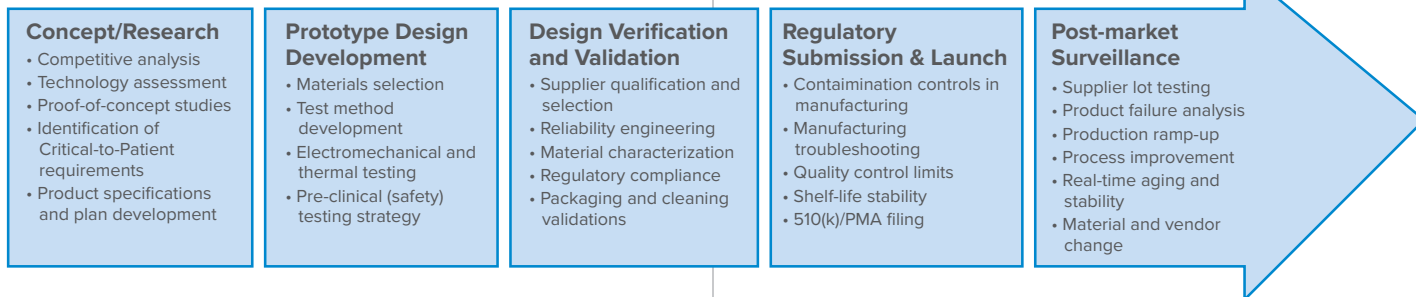 Concept/Research
• Competitive analysis
• Technology assessment
• Proof-of-concept studies
• Identification of
Critical-to-Patient
requirements
• Product specifications
and plan development
Prototype Design
Development
• Materials selection
• Test method
development
• Electromechanical and
thermal testing
• Pre-clinical (safety)
testing strategy
Design Verification
and Validation
• Supplier qualification and
selection
• Reliability engineering
• Material characterization
• Regulatory compliance
• Packaging and cleaning
validations
Regulatory
Submission & Launch
• Contaimination controls in
manufacturing
• Manufacturing
troubleshooting
• Quality control limits
• Shelf-life stability
• 510(k)/PMA filing
Post-market
Surveillance
• Supplier lot testing
• Product failure analysis
• Production ramp-up
• Process improvement
• Real-time aging and
stability
• Material and vendor
change